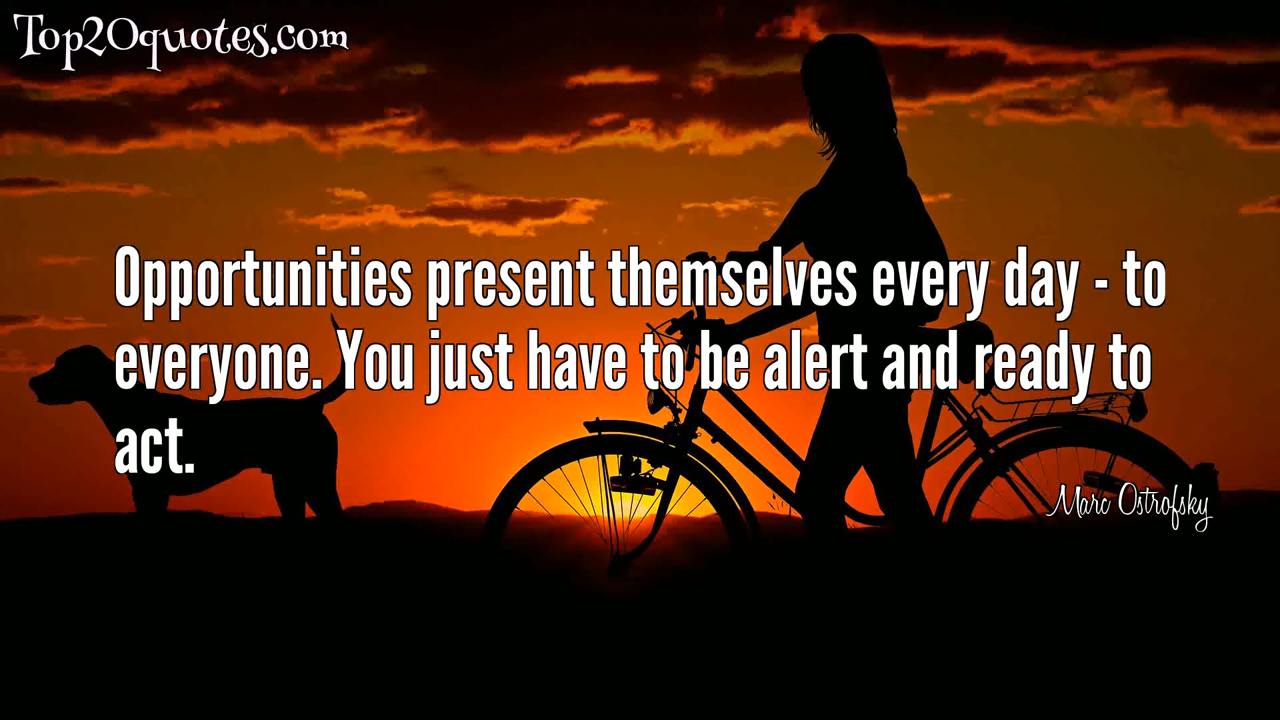 Top20quotes.com
Opportunities present themselves every day - to
everyone. You just have to be alert and ready to
act.
Marc Ostrofsky